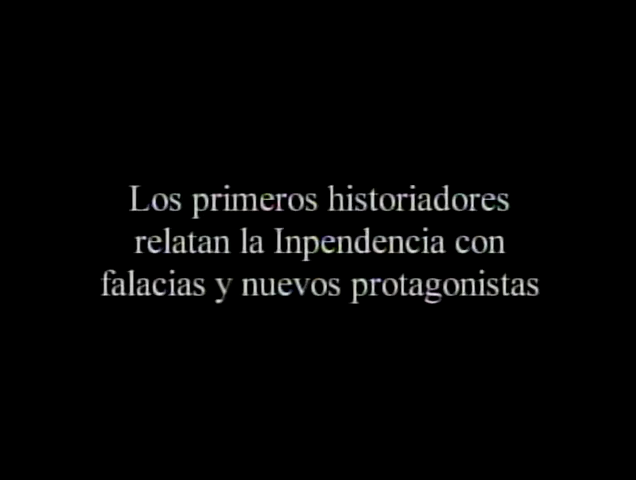 Los primeros historiadores
relatan la Inpendencia con
falacias y nuevos protagonistas